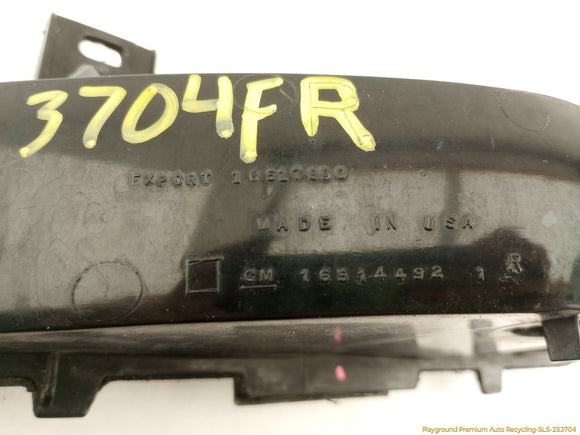 3704FR
EXPORT
MADE IN USA
GM 16514492 1 R
Playground Premium Auto Recycling-SLS-253704